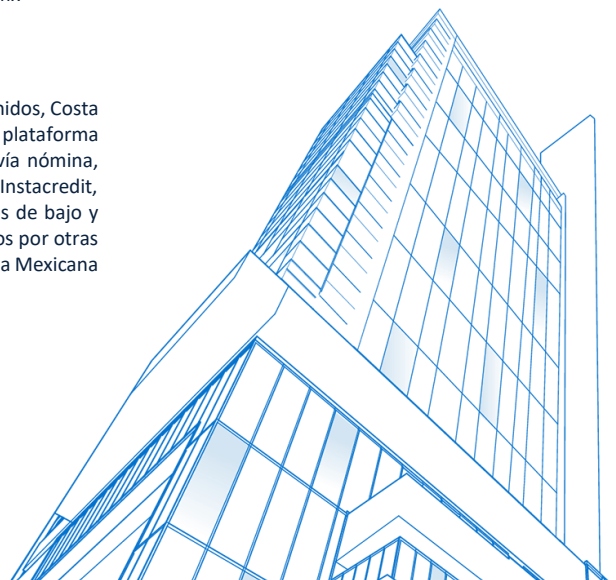 nidos, Costa
plataforma
vía nómina,
Instacredit,
s de bajo y
os por otras
a Mexicana